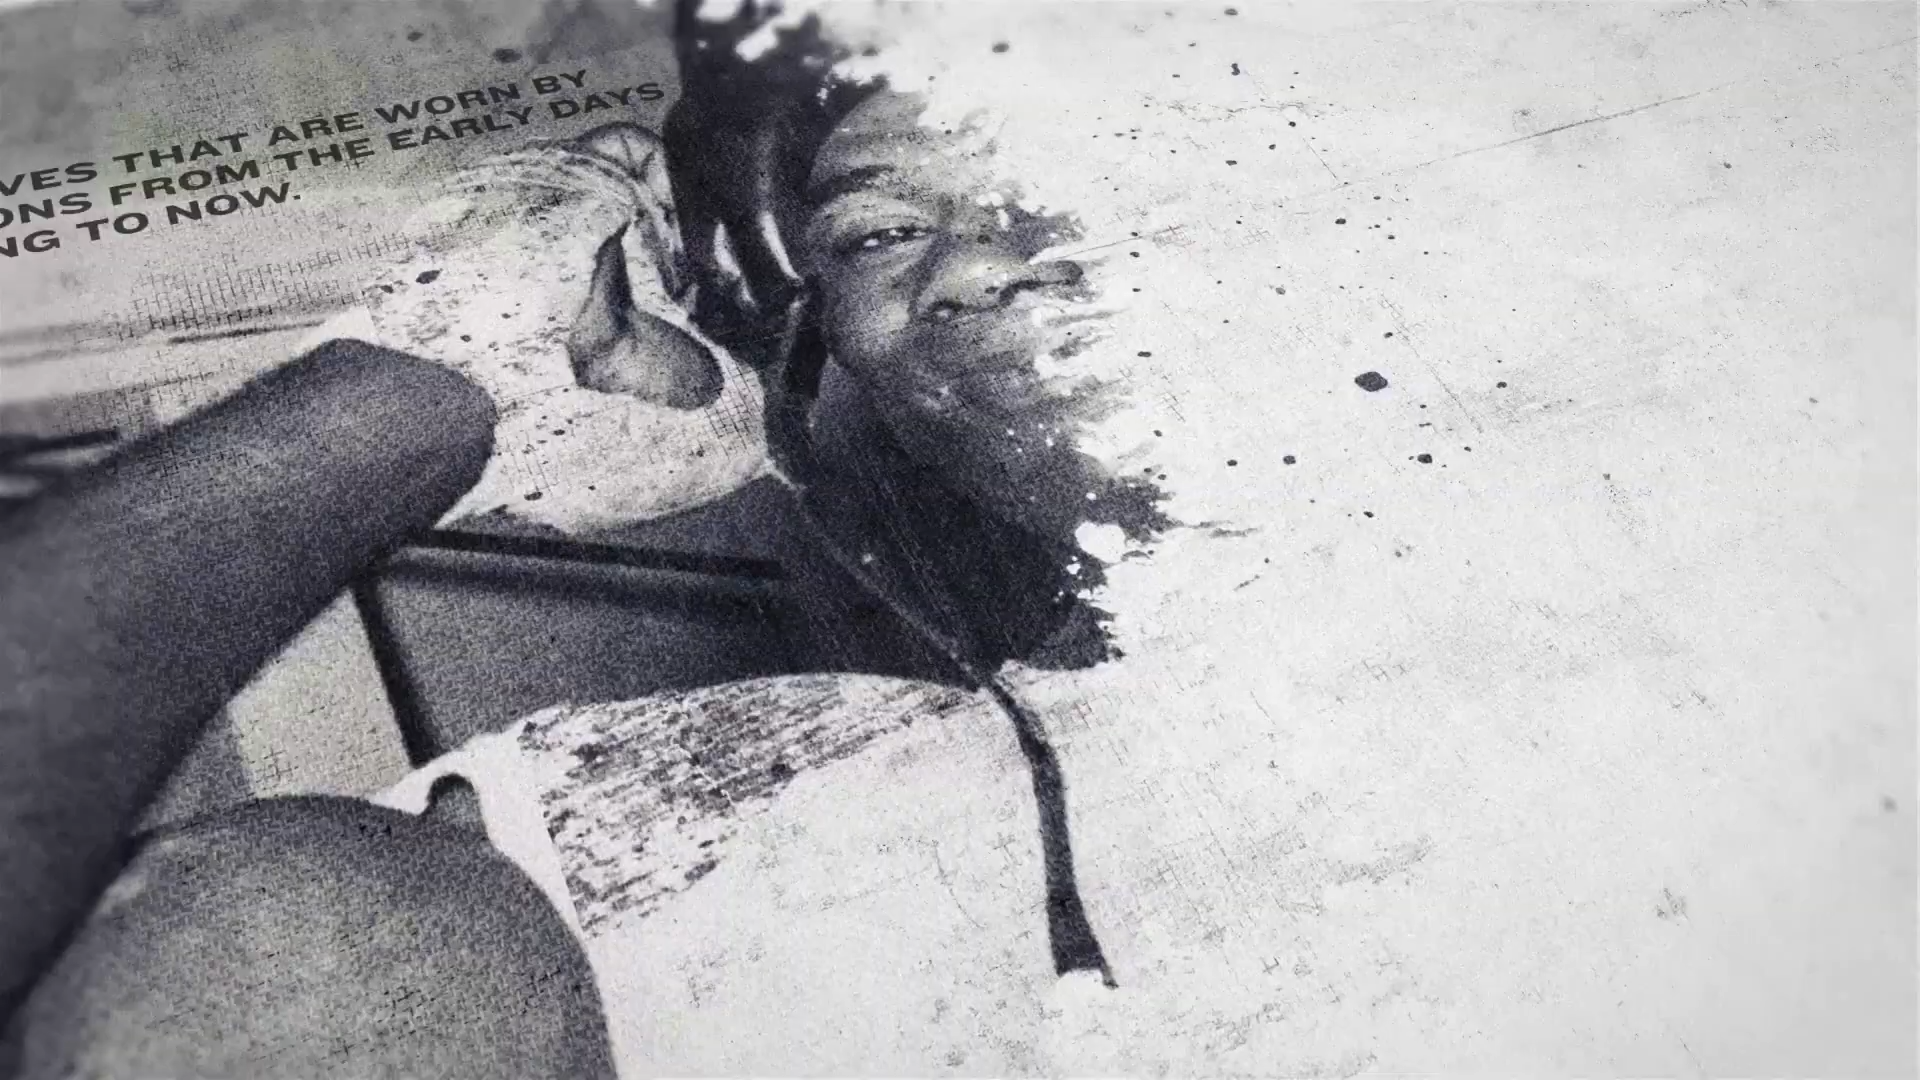 VES THAT ARE WORN BY
ONS FROM THE EARLY DAYS
NG TO NOW.